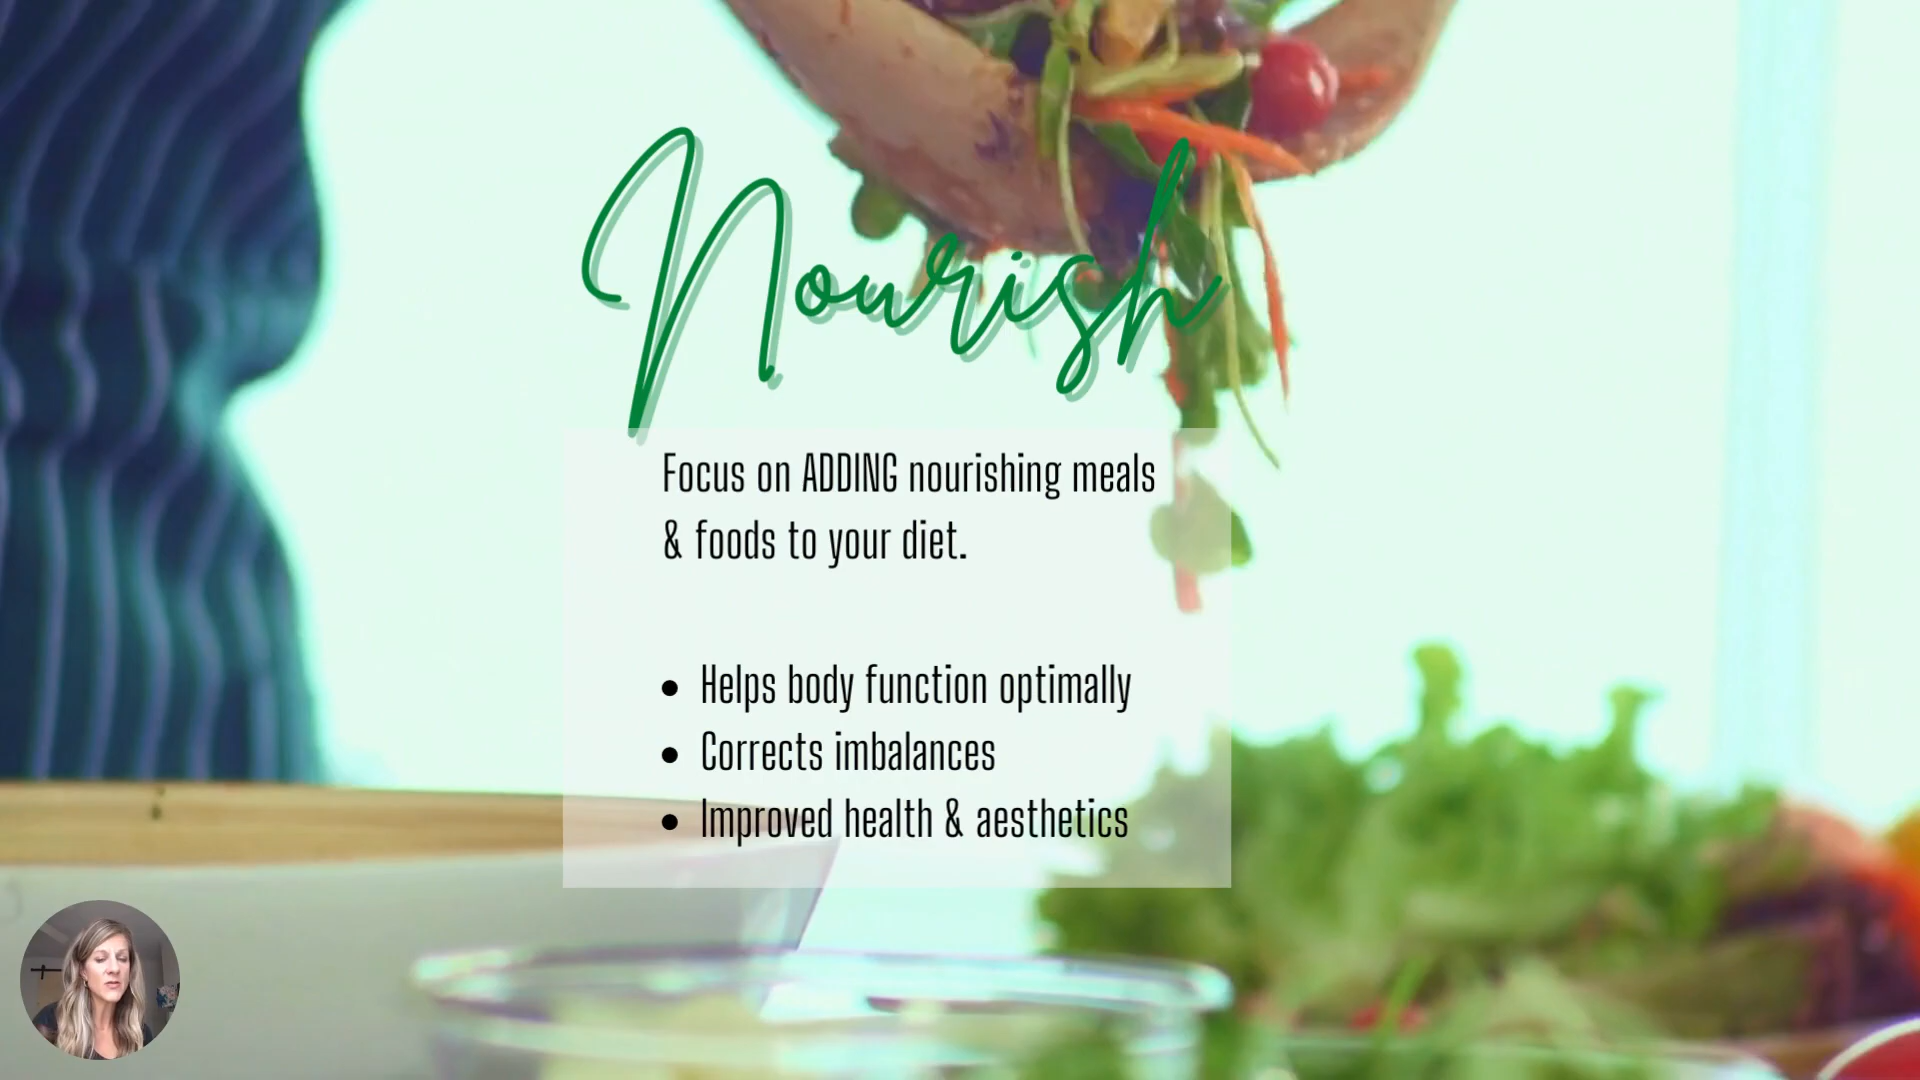 Nourish
Focus on ADDING nourishing meals
& foods to your diet.
• Helps body function optimally
• Corrects imbalances
• Improved health & aesthetics